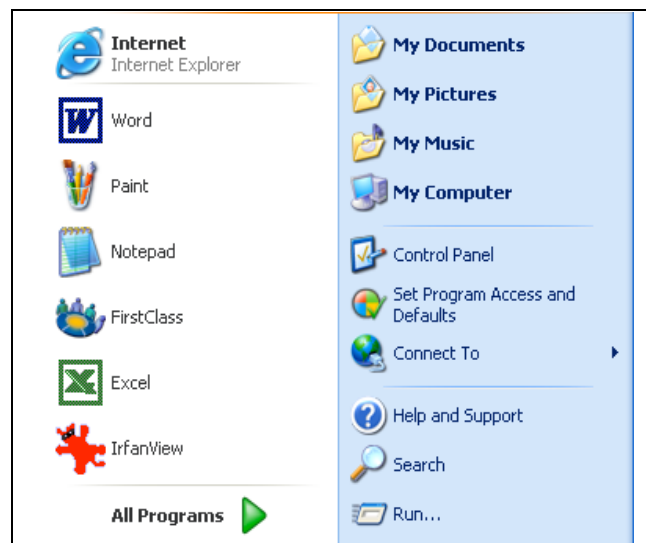 Internet
Internet Explorer
Word
Paint
Notepad
FirstClass
Excel
IrfanView
All Programs
My Documents
My Pictures
My Music
My Computer
Control Panel
Set Program Access and
Defaults
Connect To
Help and Support
Search
Run...